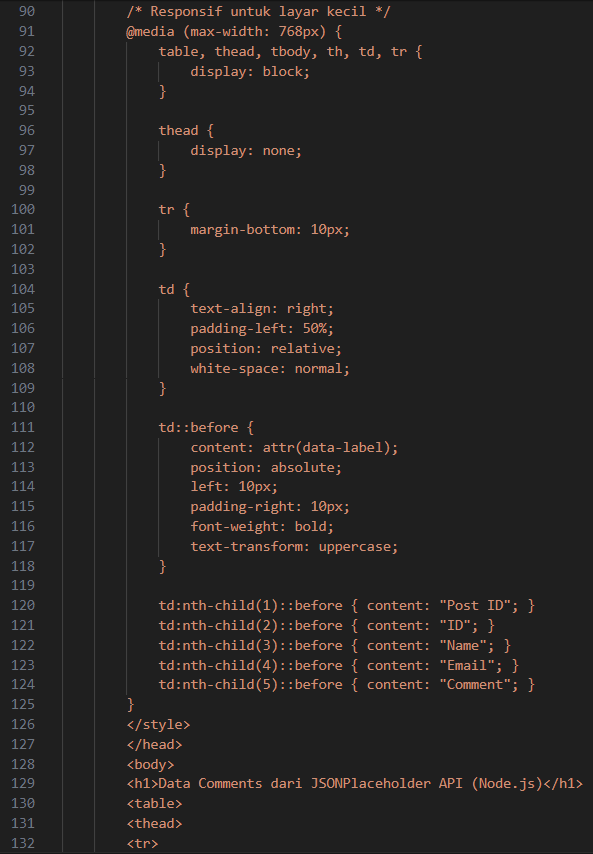 90 /* Responsif untuk layar kecil */
91 @media (max-width: 768px) {
92 table, thead, tbody, th, td, tr {
93 display: block;
94 }
95
96 thead {
97 display: none;
98 }
99
100 tr {
101 margin-bottom: 10px;
102 }
103
104 td {
105 text-align: right;
106 padding-left: 50%;
107 position: relative;
108 white-space: normal;
109 }
110
111 td::before {
112 content: attr(data-label);
113 position: absolute;
114 left: 10px;
115 padding-right: 10px;
116 font-weight: bold;
117 text-transform: uppercase;
118 }
119
120 td:nth-child(1)::before { content: "Post ID"; }
121 td:nth-child(2)::before { content: "ID"; }
122 td:nth-child(3)::before { content: "Name"; }
123 td:nth-child(4)::before { content: "Email"; }
124 td:nth-child(5)::before { content: "Comment"; }
125 }
126 </style>
127 </head>
128 <body>
129 <h1>Data Comments dari JSONPlaceholder API (Node.js)</h1>
130 <table>
131 <thead>
132 <tr>